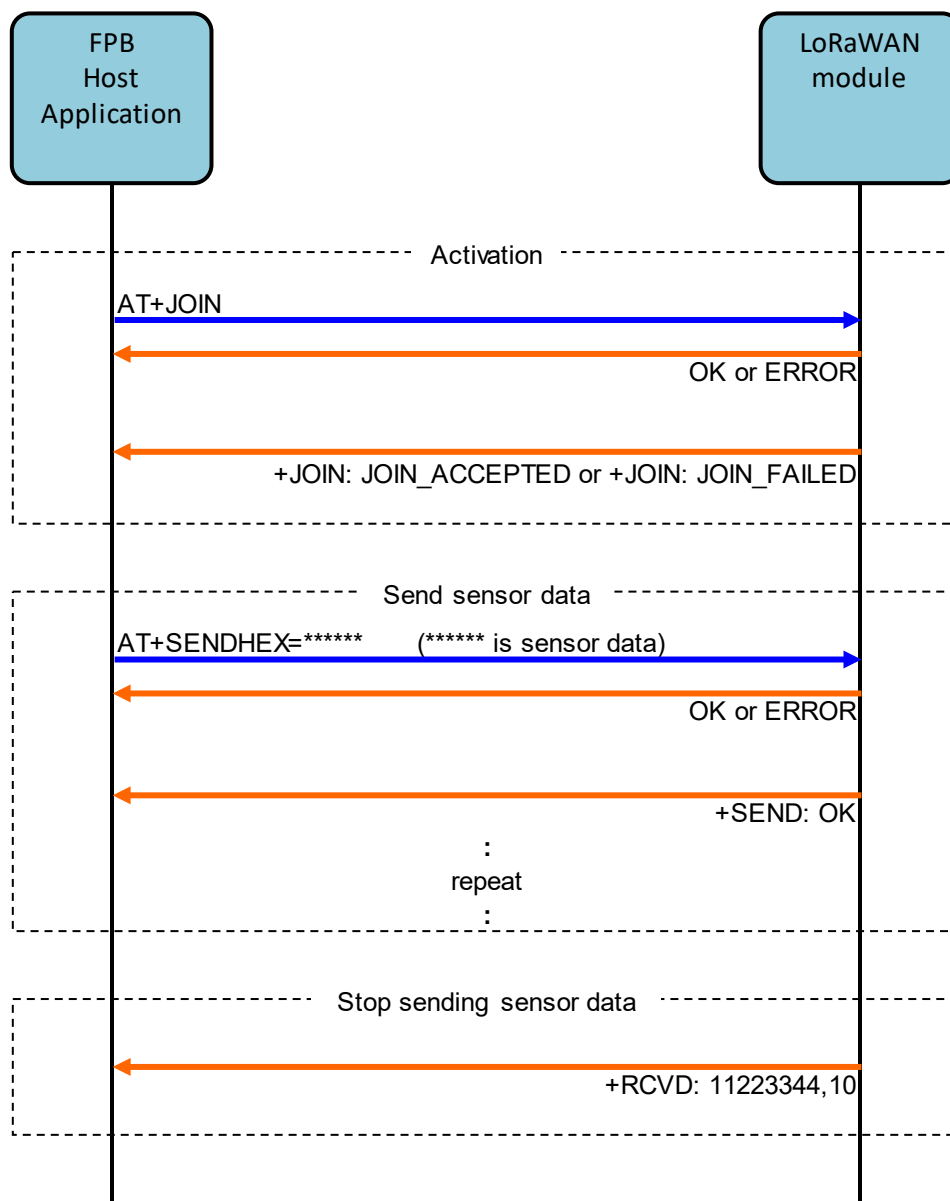 FPB
Host
Application
LoRaWAN
module
Activation
AT+JOIN
OK or ERROR
+JOIN: JOIN_ACCEPTED or +JOIN: JOIN_FAILED
Send sensor data
AT+SENDHEX=****** (****** is sensor data)
OK or ERROR
+SEND: OK
:
repeat
:
Stop sending sensor data
+RCVD: 11223344,10